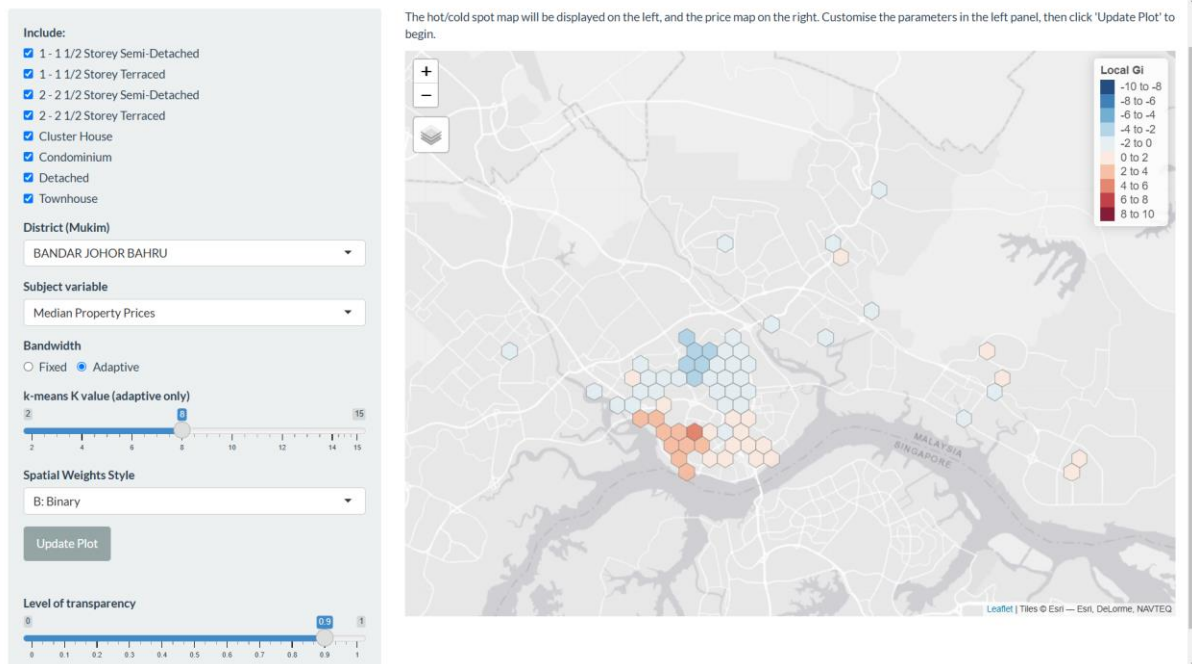 Include:
1 - 1 1/2 Storey Semi-Detached
1 - 1 1/2 Storey Terraced
2 - 2 1/2 Storey Semi-Detached
2 - 2 1/2 Storey Terraced
Cluster House
Condominium
Detached
Townhouse
District (Mukim)
BANDAR JOHOR BAHRU
Subject variable
Median Property Prices
Bandwidth
Fixed Adaptive
k-means K value (adaptive only)
2 8 15
2 4 6 8 10 12 14 15
Spatial Weights Style
B: Binary
Update Plot
Level of transparency
0 0.9 1
0 0.1 0.2 0.3 0.4 0.5 0.6 0.7 0.8 0.9 1
The hot/cold spot map will be displayed on the left, and the price map on the right. Customise the parameters in the left panel, then click 'Update Plot' to
begin.
+
−
Local Gi
-10 to -8
-8 to -6
-6 to -4
-4 to -2
-2 to 0
0 to 2
2 to 4
4 to 6
6 to 8
8 to 10
MALAYSIA
SINGAPORE
Leaflet | Tiles © Esri — Esri, DeLorme, NAVTEQ